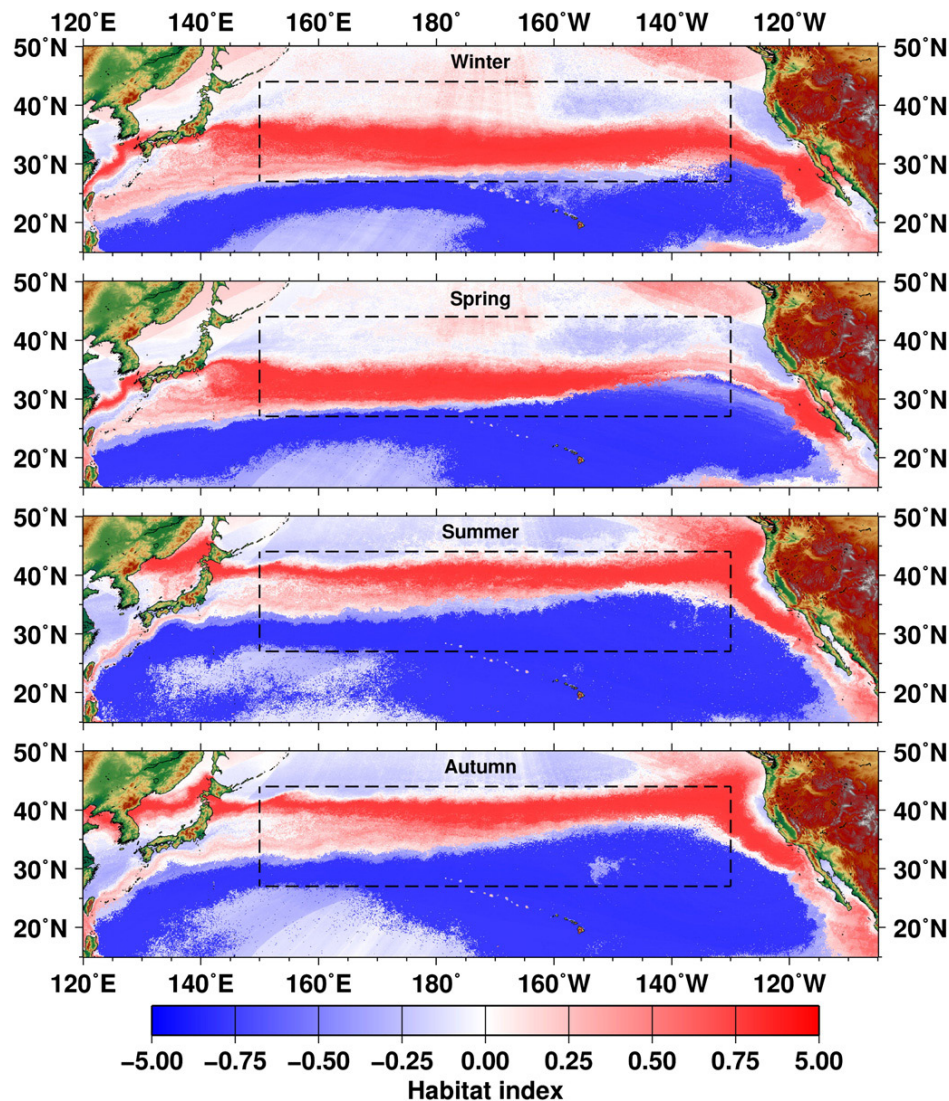 120˚E 140˚E 160˚E 180˚ 160˚W 140˚W 120˚W
50˚N 50˚N
Winter
40˚N 40˚N
30˚N 30˚N
20˚N 20˚N
50˚N 50˚N
Spring
40˚N 40˚N
30˚N 30˚N
20˚N 20˚N
50˚N 50˚N
Summer
40˚N 40˚N
30˚N 30˚N
20˚N 20˚N
50˚N 50˚N
Autumn
40˚N 40˚N
30˚N 30˚N
20˚N 20˚N
120˚E 140˚E 160˚E 180˚ 160˚W 140˚W 120˚W
−5.00 −0.75 −0.50 −0.25 0.00 0.25 0.50 0.75 5.00
Habitat index